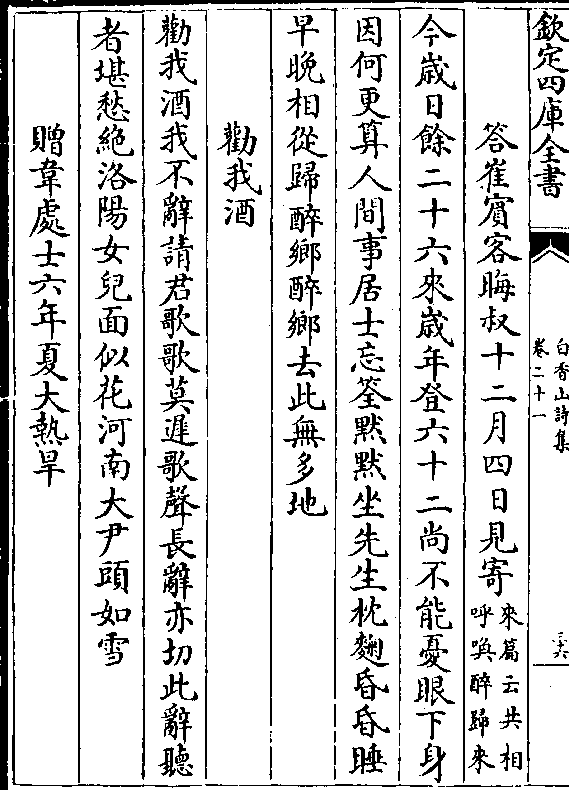 欽定四庫全書
白香山詩集
卷二十一
三六
答崔賓客晦叔十二月四日見寄
來篇云共相
呼喚醉歸來
今歲日餘二十六來歲年登六十二尚不能憂眼下身
因何更算人間事居士忘筌默默坐先生枕麴昏昏睡
早晚相從歸醉鄉醉鄉去此無多地
勸我酒
勸我酒我不辭請君歌歌莫遲歌聲長辭亦切此辭聽
者堪愁絶洛陽女兒面似花河南大尹頭如雪
贈韋處士六年夏大熱旱